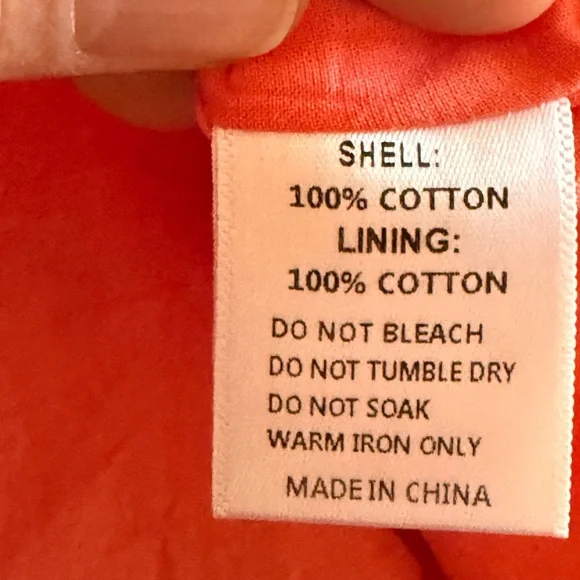 SHELL:
100% COTTON
LINING:
100% COTTON
DO NOT BLEACH
DO NOT TUMBLE DRY
DO NOT SOAK
WARM IRON ONLY
MADE IN CHINA